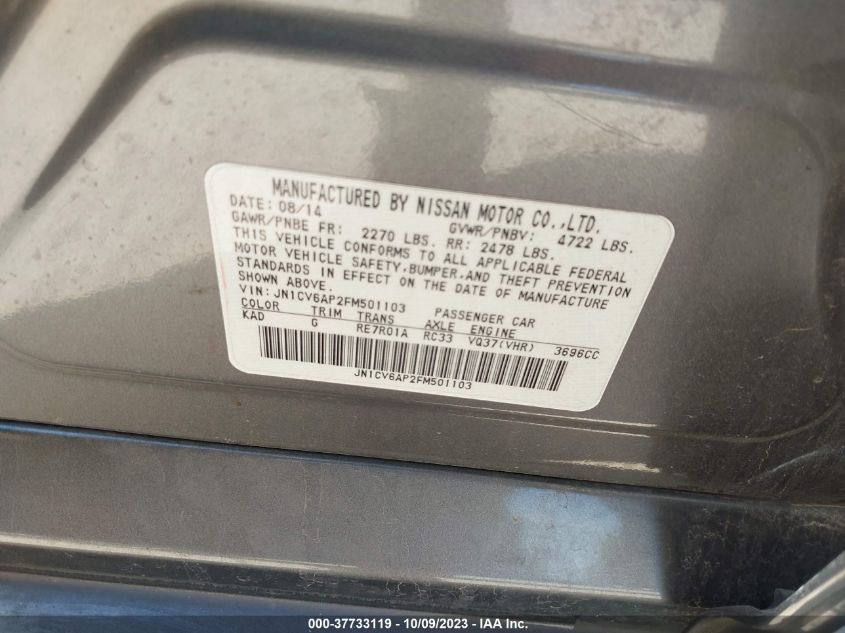 MANUFACTURED BY NISSAN MOTOR CO.,LTD.
DATE: 08/14 GVWR/PNBV: 4722 LBS.
GAWR/PNBE FR: 2270 LBS. RR: 2478 LBS.
THIS VEHICLE CONFORMS TO ALL APPLICABLE FEDERAL
MOTOR VEHICLE SAFETY,BUMPER,AND THEFT PREVENTION
STANDARDS IN EFFECT ON THE DATE OF MANUFACTURE
SHOWN ABOVE.
VIN: JN1CV6AP2FM501103 PASSENGER CAR
COLOR TRIM TRANS AXLE ENGINE
KAD G RE7R01A RC33 VQ37(VHR) 3696CC
JN1CV6AP2FM501103
000-37733119 - 10/09/2023 - IAA Inc.